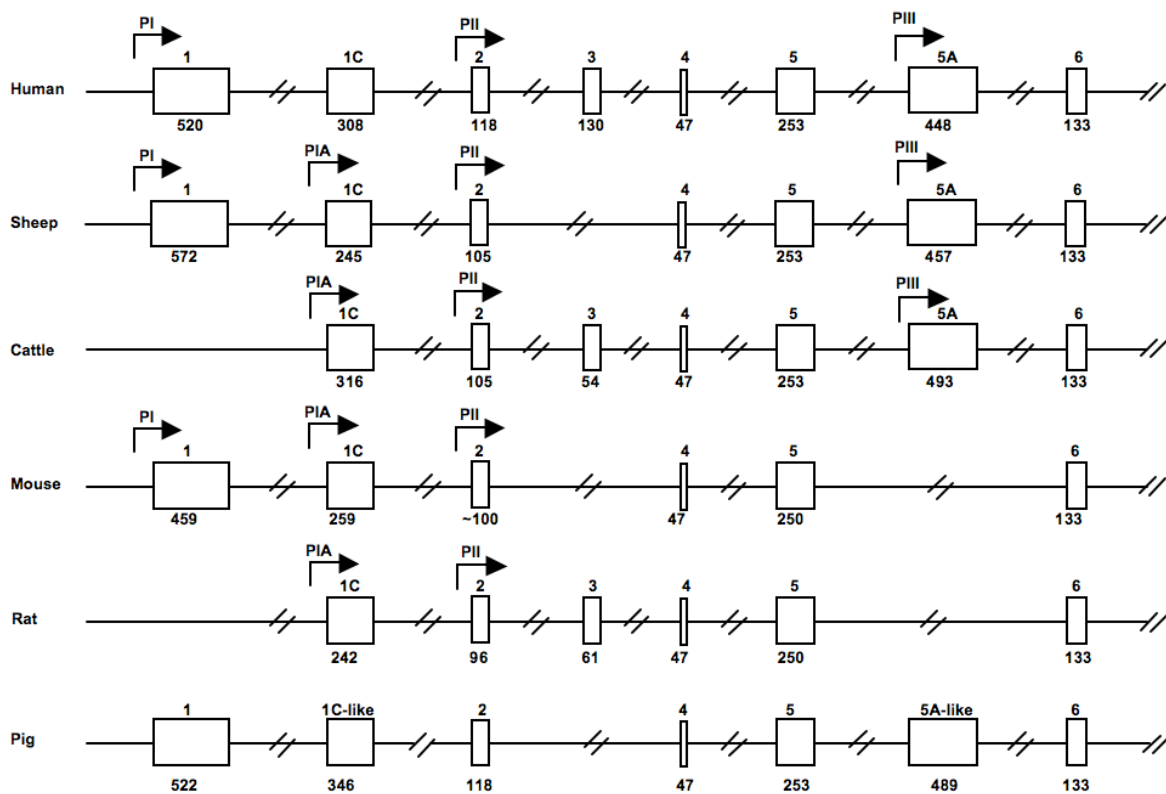 PI PII PIII
1 1C 2 3 4 5 5A 6
Human
520 308 118 130 47 253 448 133
PI PIA PII PIII
1 1C 2 4 5 5A 6
Sheep
572 245 105 47 253 457 133
PIA PII PIII
1C 2 3 4 5 5A 6
Cattle
316 105 54 47 253 493 133
PI PIA PII
1 1C 2 4 5 6
Mouse
459 259 ~100 47 250 133
PIA PII
1C 2 3 4 5 6
Rat
242 96 61 47 250 133
1 1C-like 2 4 5 5A-like 6
Pig
522 346 118 47 253 489 133